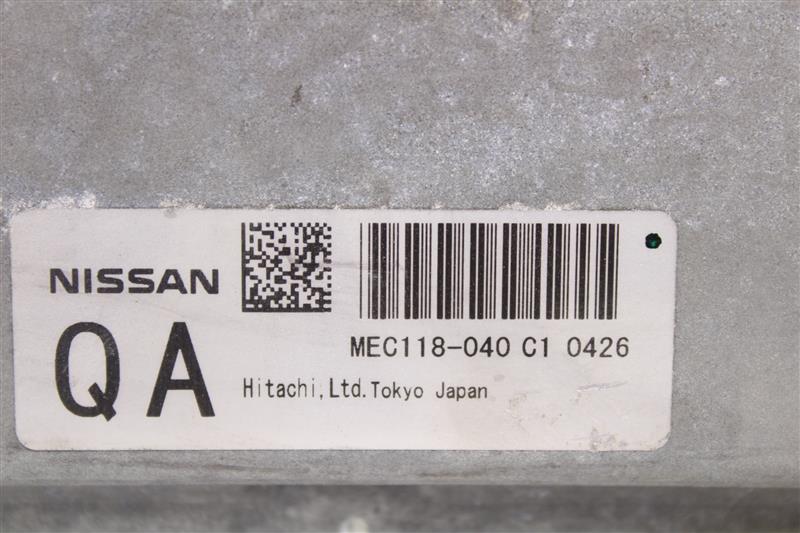 NISSAN
QA
MEC118-040 C1 0426
Hitachi,Ltd.Tokyo Japan